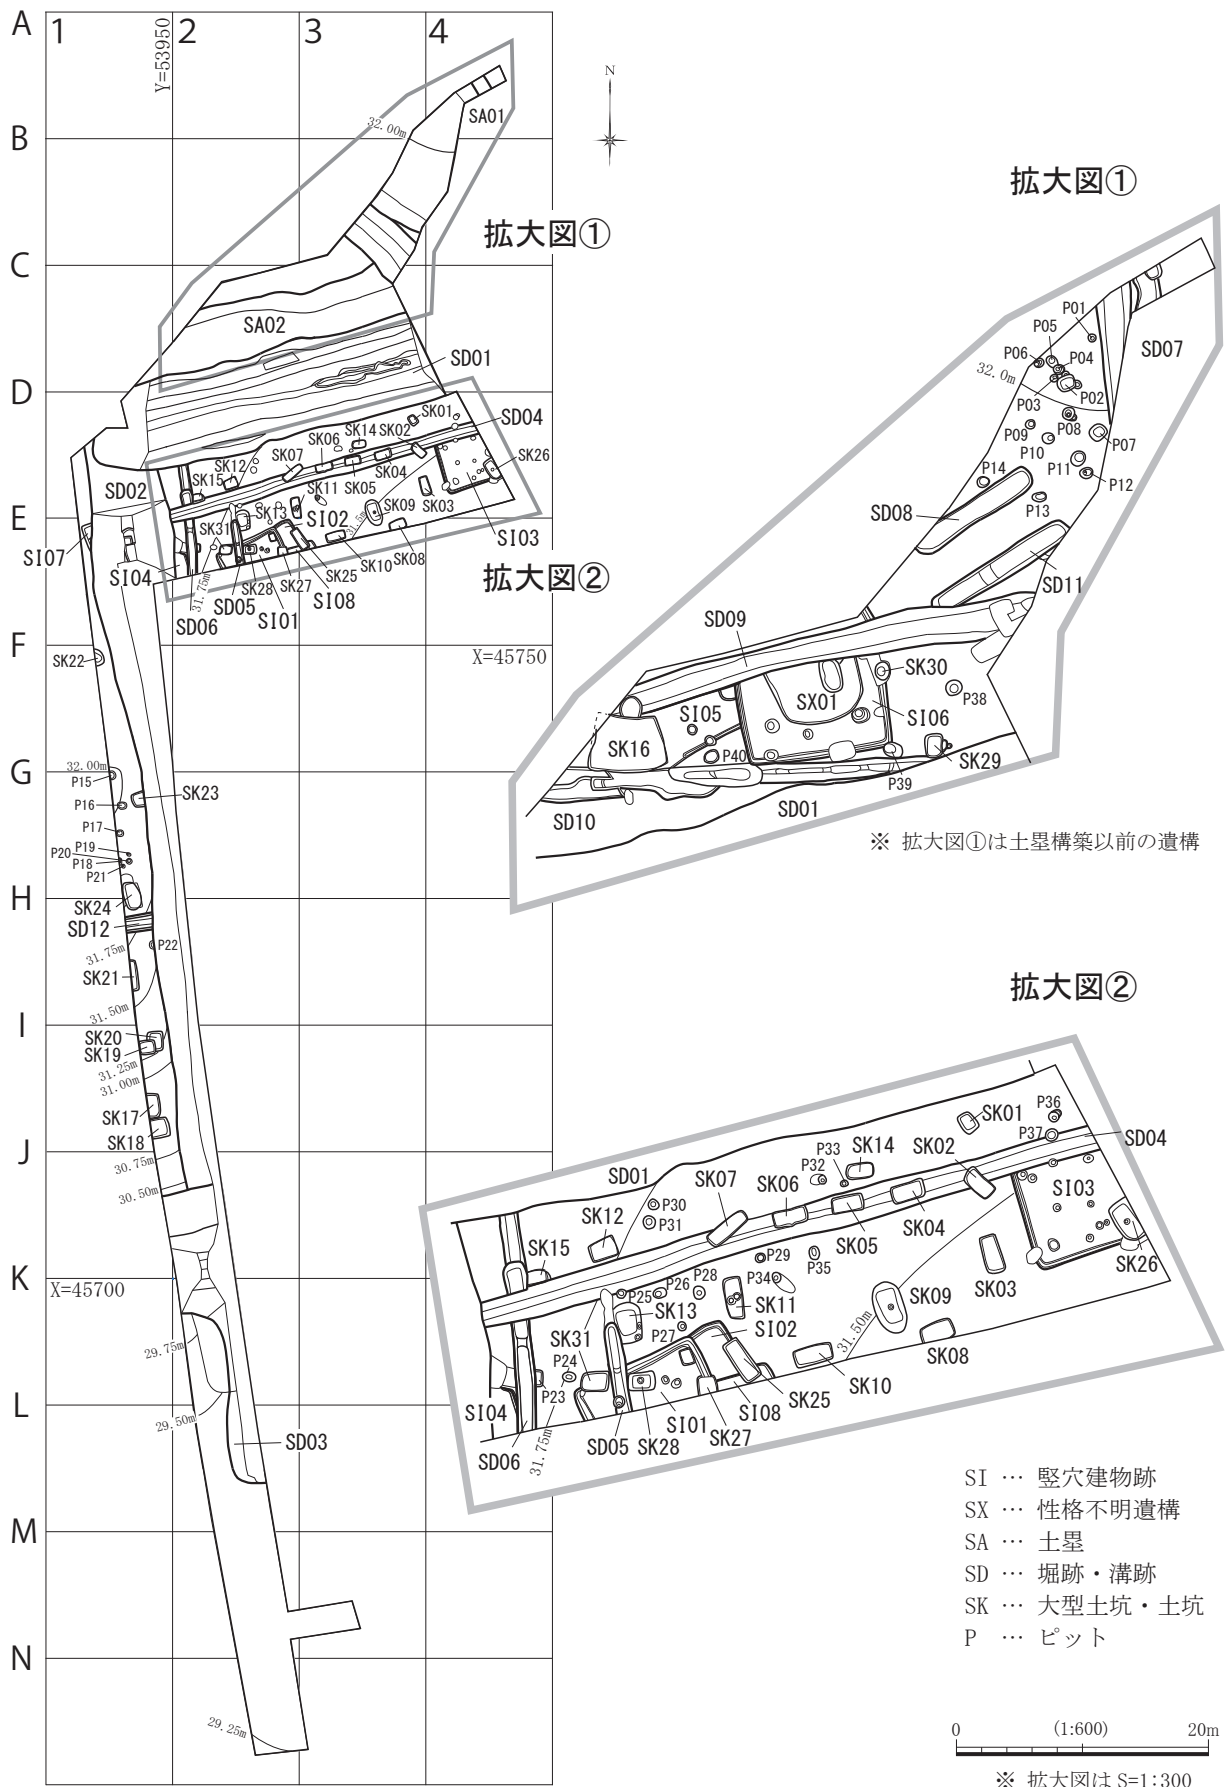 A
1
2
3
4
Y=53950
B
C
D
E
F
G
H
I
J
K
L
M
N
N
32.00m
SA01
拡大図①
SA02
SD01
SK01
SK14
SK02
SD04
SK06
SK07
SK12
SK15
SK04
SK05
SK26
SD02
SK11
SK09
SK03
SK13
SK31
SI02
SI03
SI07
SI04
SK10
SK08
拡大図②
SK25
SK27
SK28
SI08
31.75m
SD05
SI01
SD06
SK22
X=45750
32.00m
P15
P16
SK23
P17
P19
P20
P18
P21
SK24
SD12
P22
31.75m
SK21
31.50m
SK20
SK19
31.25m
31.00m
SK17
SK18
30.75m
30.50m
X=45700
29.75m
29.50m
SD03
29.25m
拡大図①
P01
P05
P06
P04
SD07
32.0m
P03
P02
P09
P08
P07
P10
P11
P14
P12
P13
SD08
SD11
SD09
SK30
SX01
P38
SI05
SI06
SK16
P40
SK29
P39
SD10
SD01
※ 拡大図①は土塁構築以前の遺構
拡大図②
SK01
P36
P37
SD04
P33
SK14
SK02
P32
SD01
SK07
SK06
SI03
P30
P31
SK12
SK04
SK05
SK15
P29
P35
SK26
P28
P34
SK03
P26
P25
SK11
SK09
SK13
SI02
SK31
P27
31.50m
P24
SK08
P23
SK10
SI04
SK25
SI08
SI01
SK27
SD06
31.75m
SD05
SK28
SI … 竪穴建物跡
SX … 性格不明遺構
SA … 土塁
SD … 堀跡・溝跡
SK … 大型土坑・土坑
P … ピット
0 (1:600) 20m
※ 拡大図は S=1:300